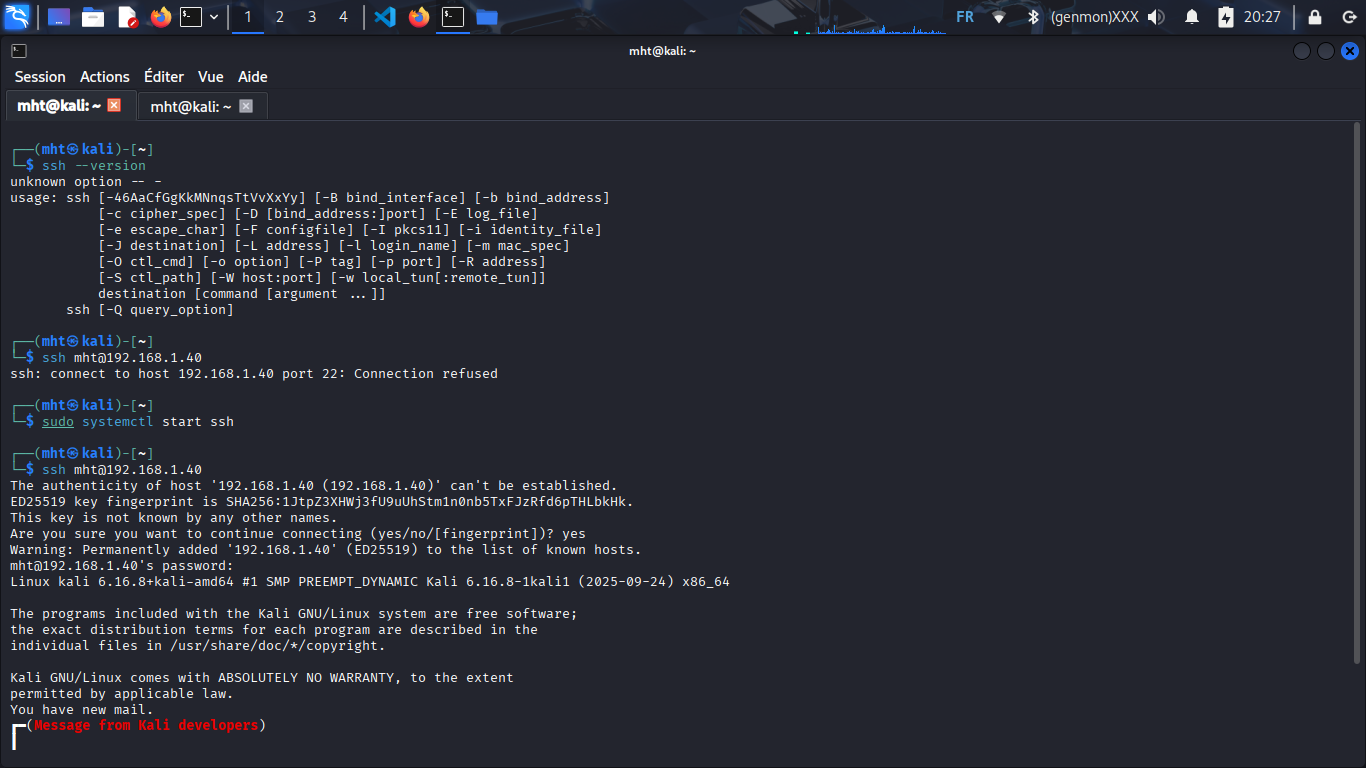 1 2 3 4 FR (genmon)XXX 20:27
mht@kali: ~
Session Actions Éditer Vue Aide
mht@kali: ~ mht@kali: ~
┌──(mht㉿kali)-[~]
└─$ ssh --version
unknown option -- -
usage: ssh [-46AaCfGgKkMNnqsTtVvXxYy] [-B bind_interface] [-b bind_address]
           [-c cipher_spec] [-D [bind_address:]port] [-E log_file]
           [-e escape_char] [-F configfile] [-I pkcs11] [-i identity_file]
           [-J destination] [-L address] [-l login_name] [-m mac_spec]
           [-O ctl_cmd] [-o option] [-P tag] [-p port] [-R address]
           [-S ctl_path] [-W host:port] [-w local_tun[:remote_tun]]
           destination [command [argument ...]]
       ssh [-Q query_option]
┌──(mht㉿kali)-[~]
└─$ ssh mht@192.168.1.40
ssh: connect to host 192.168.1.40 port 22: Connection refused
┌──(mht㉿kali)-[~]
└─$ sudo systemctl start ssh
┌──(mht㉿kali)-[~]
└─$ ssh mht@192.168.1.40
The authenticity of host '192.168.1.40 (192.168.1.40)' can't be established.
ED25519 key fingerprint is SHA256:1JtpZ3XHWj3fU9uUhStm1n0nb5TxFJzRfd6pTHLbkHk.
This key is not known by any other names.
Are you sure you want to continue connecting (yes/no/[fingerprint])? yes
Warning: Permanently added '192.168.1.40' (ED25519) to the list of known hosts.
mht@192.168.1.40's password:
Linux kali 6.16.8+kali-amd64 #1 SMP PREEMPT_DYNAMIC Kali 6.16.8-1kali1 (2025-09-24) x86_64
The programs included with the Kali GNU/Linux system are free software;
the exact distribution terms for each program are described in the
individual files in /usr/share/doc/*/copyright.
Kali GNU/Linux comes with ABSOLUTELY NO WARRANTY, to the extent
permitted by applicable law.
You have new mail.
┏━(Message from Kali developers)
┃